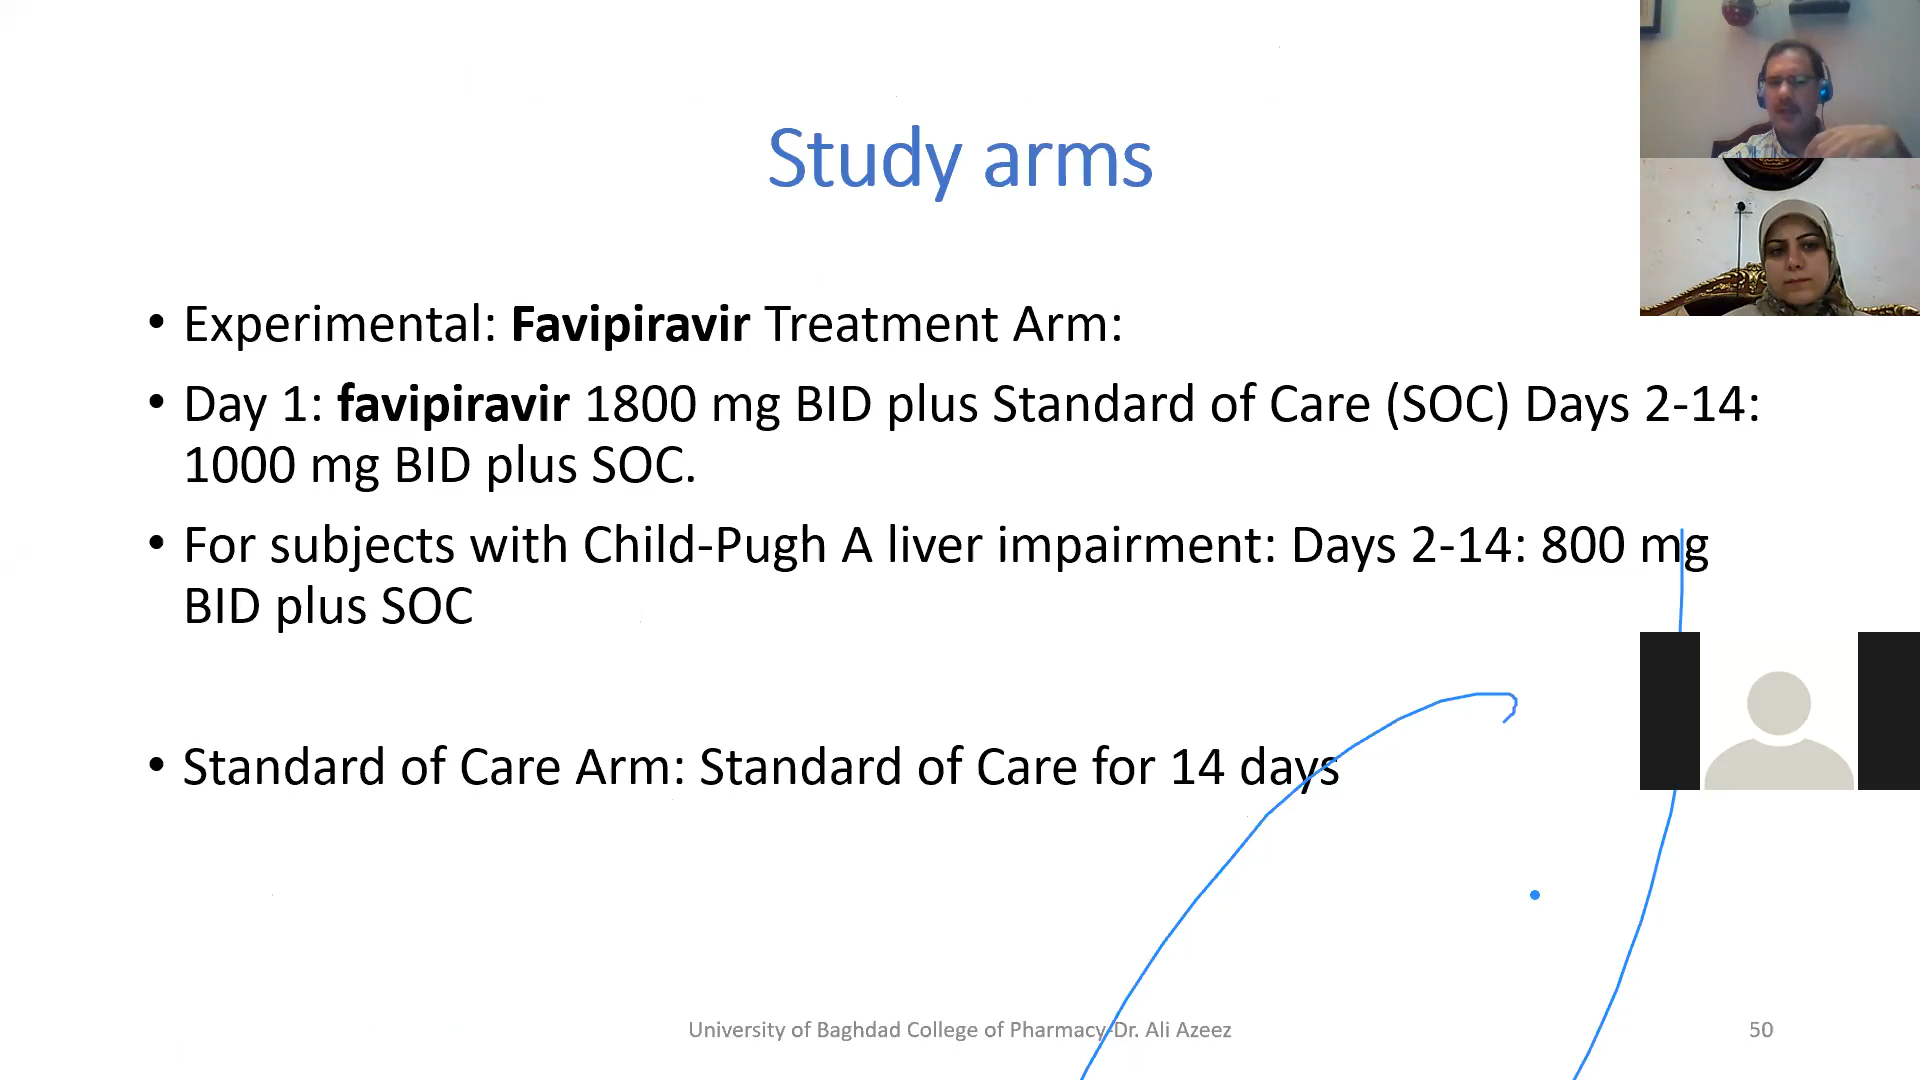 Study arms
• Experimental: Favipiravir Treatment Arm:
• Day 1: favipiravir 1800 mg BID plus Standard of Care (SOC) Days 2-14:
1000 mg BID plus SOC.
• For subjects with Child-Pugh A liver impairment: Days 2-14: 800 mg
BID plus SOC
• Standard of Care Arm: Standard of Care for 14 days
University of Baghdad College of Pharmacy-Dr. Ali Azeez
50